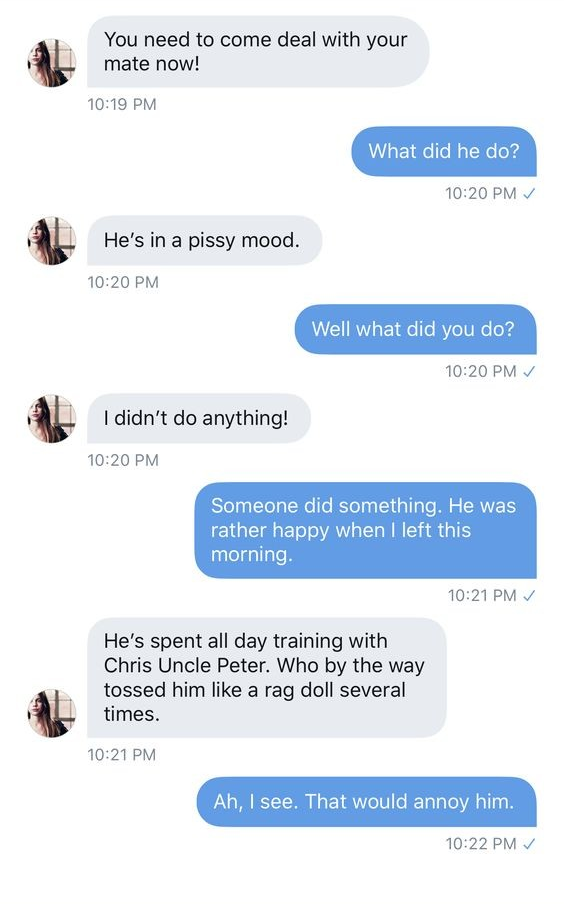 You need to come deal with your
mate now!
10:19 PM
What did he do?
10:20 PM ✓
He's in a pissy mood.
10:20 PM
Well what did you do?
10:20 PM ✓
I didn't do anything!
10:20 PM
Someone did something. He was
rather happy when I left this
morning.
10:21 PM ✓
He's spent all day training with
Chris Uncle Peter. Who by the way
tossed him like a rag doll several
times.
10:21 PM
Ah, I see. That would annoy him.
10:22 PM ✓